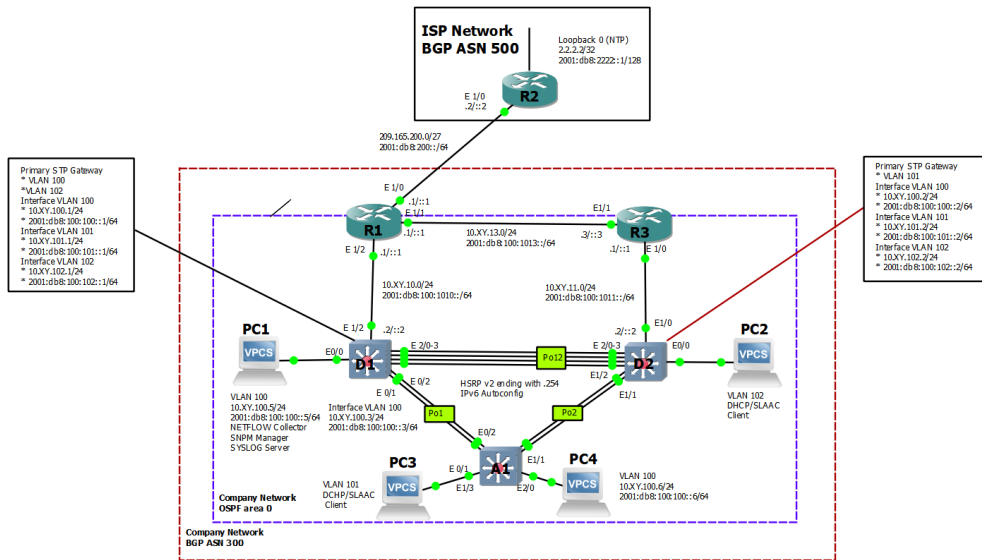 ISP Network
BGP ASN 500
Loopback 0 (NTP)
2.2.2.2/32
2001:db8:2222::1/128
R2
E 1/0
.2/::2
209.165.200.0/27
2001:db8:200::/64
Primary STP Gateway
* VLAN 100
*VLAN 102
Interface VLAN 100
* 10.XY.100.1/24
* 2001:db8:100:100::1/64
Interface VLAN 101
* 10.XY.101.1/24
* 2001:db8:100:101::1/64
Interface VLAN 102
* 10.XY.102.1/24
* 2001:db8:100:102::1/64
Primary STP Gateway
* VLAN 101
Interface VLAN 100
* 10.XY.100.2/24
* 2001:db8:100:100::2/64
Interface VLAN 101
* 10.XY.101.2/24
* 2001:db8:100:101::2/64
Interface VLAN 102
* 10.XY.102.2/24
* 2001:db8:100:102::2/64
E 1/0
.1/::1
R1
E 1/1
.1/::1
E 1/2
.1/::1
10.XY.13.0/24
2001:db8:100:1013::/64
E1/1
.3/::3
R3
.1/::1
E 1/0
10.XY.10.0/24
2001:db8:100:1010::/64
10.XY.11.0/24
2001:db8:100:1011::/64
PC1
VPCS
E0/0
E 1/2
.2/::2
D1
E 2/0-3
Po12
E 2/0-3
.2/::2
E1/0
D2
E0/0
PC2
VPCS
VLAN 100
10.XY.100.5/24
2001:db8:100:100::5/64
NETFLOW Collector
SNPM Manager
SYSLOG Server
E 0/2
E 0/1
Interface VLAN 100
10.XY.100.3/24
2001:db8:100:100::3/64
HSRP v2 ending with .254
IPv6 Autoconfig
E1/2
E1/1
VLAN 102
DHCP/SLAAC
Client
Po1
Po2
E0/2
E1/1
A1
PC3
VPCS
E 0/1
E1/3
VLAN 101
DCHP/SLAAC
Client
E2/0
PC4
VPCS
VLAN 100
10.XY.100.6/24
2001:db8:100:100::6/64
Company Network
OSPF area 0
Company Network
BGP ASN 300